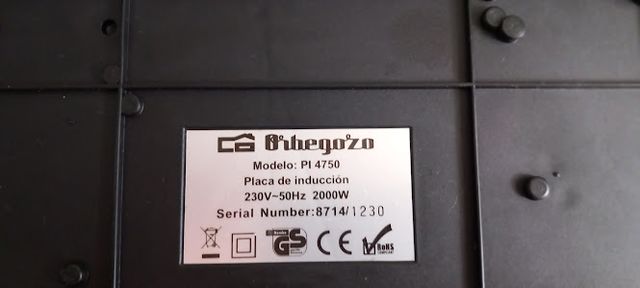 Orbegozo
Modelo: PI 4750
Placa de inducción
230V~50Hz 2000W
Serial Number:8714/1230
GS
CE
RoHS